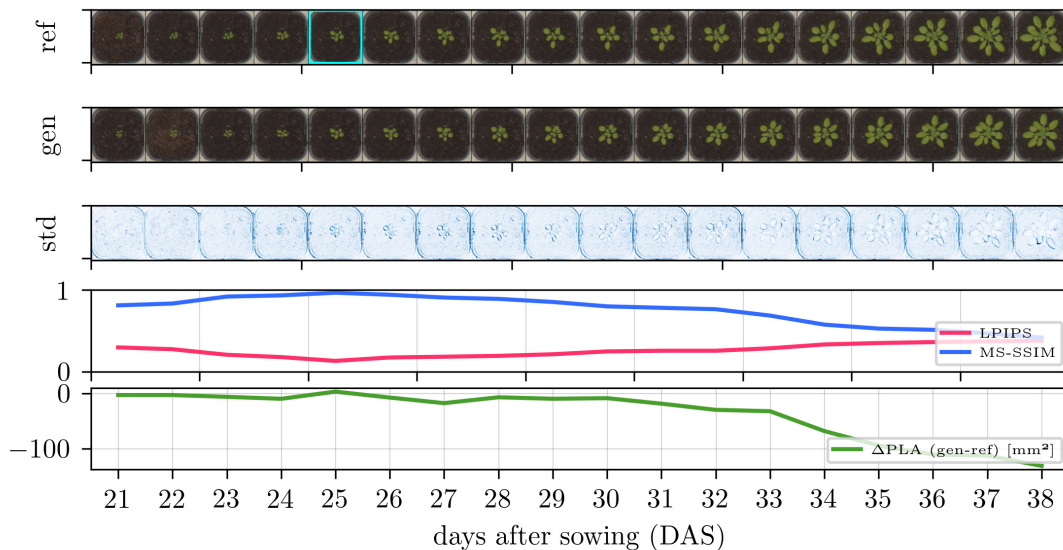 ref
gen
std
1
0
LPIPS
MS-SSIM
0
−100
ΔPLA (gen-ref) [mm²]
21 22 23 24 25 26 27 28 29 30 31 32 33 34 35 36 37 38
days after sowing (DAS)